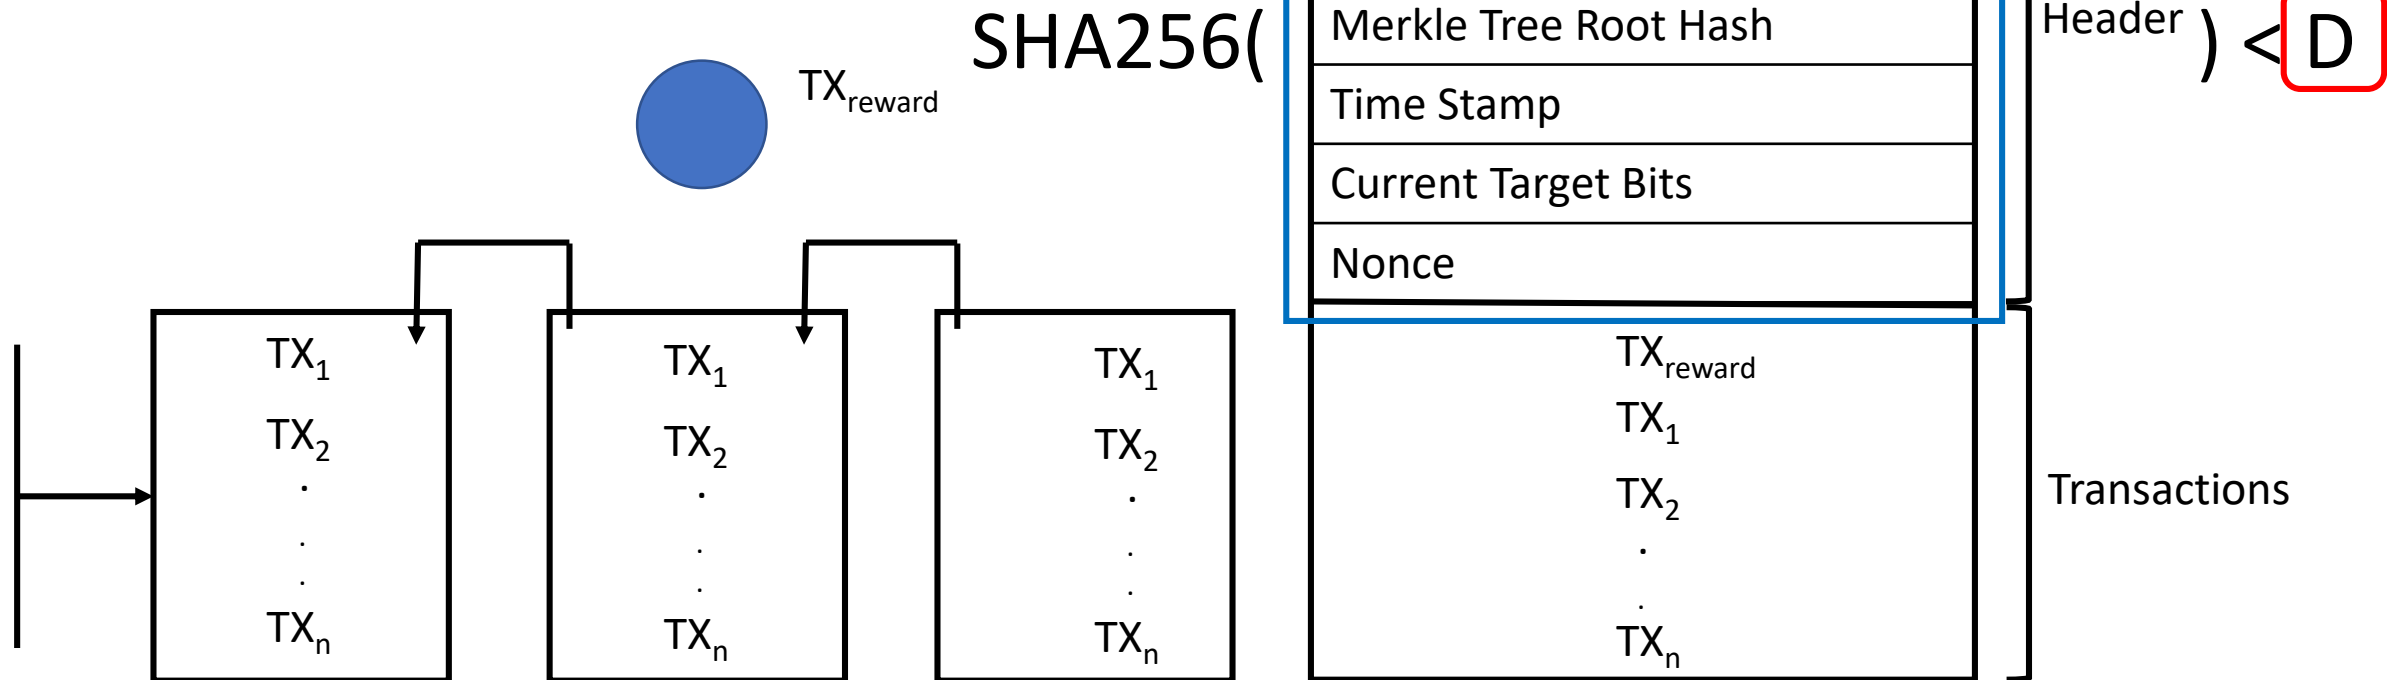 SHA256(
Merkle Tree Root Hash
Header
) < D
TXreward
Time Stamp
Current Target Bits
Nonce
TX1
TX2
.
.
.
TXn
TX1
TX2
.
.
.
TXn
TX1
TX2
.
.
.
TXn
TXreward
TX1
TX2
.
.
TXn
Transactions